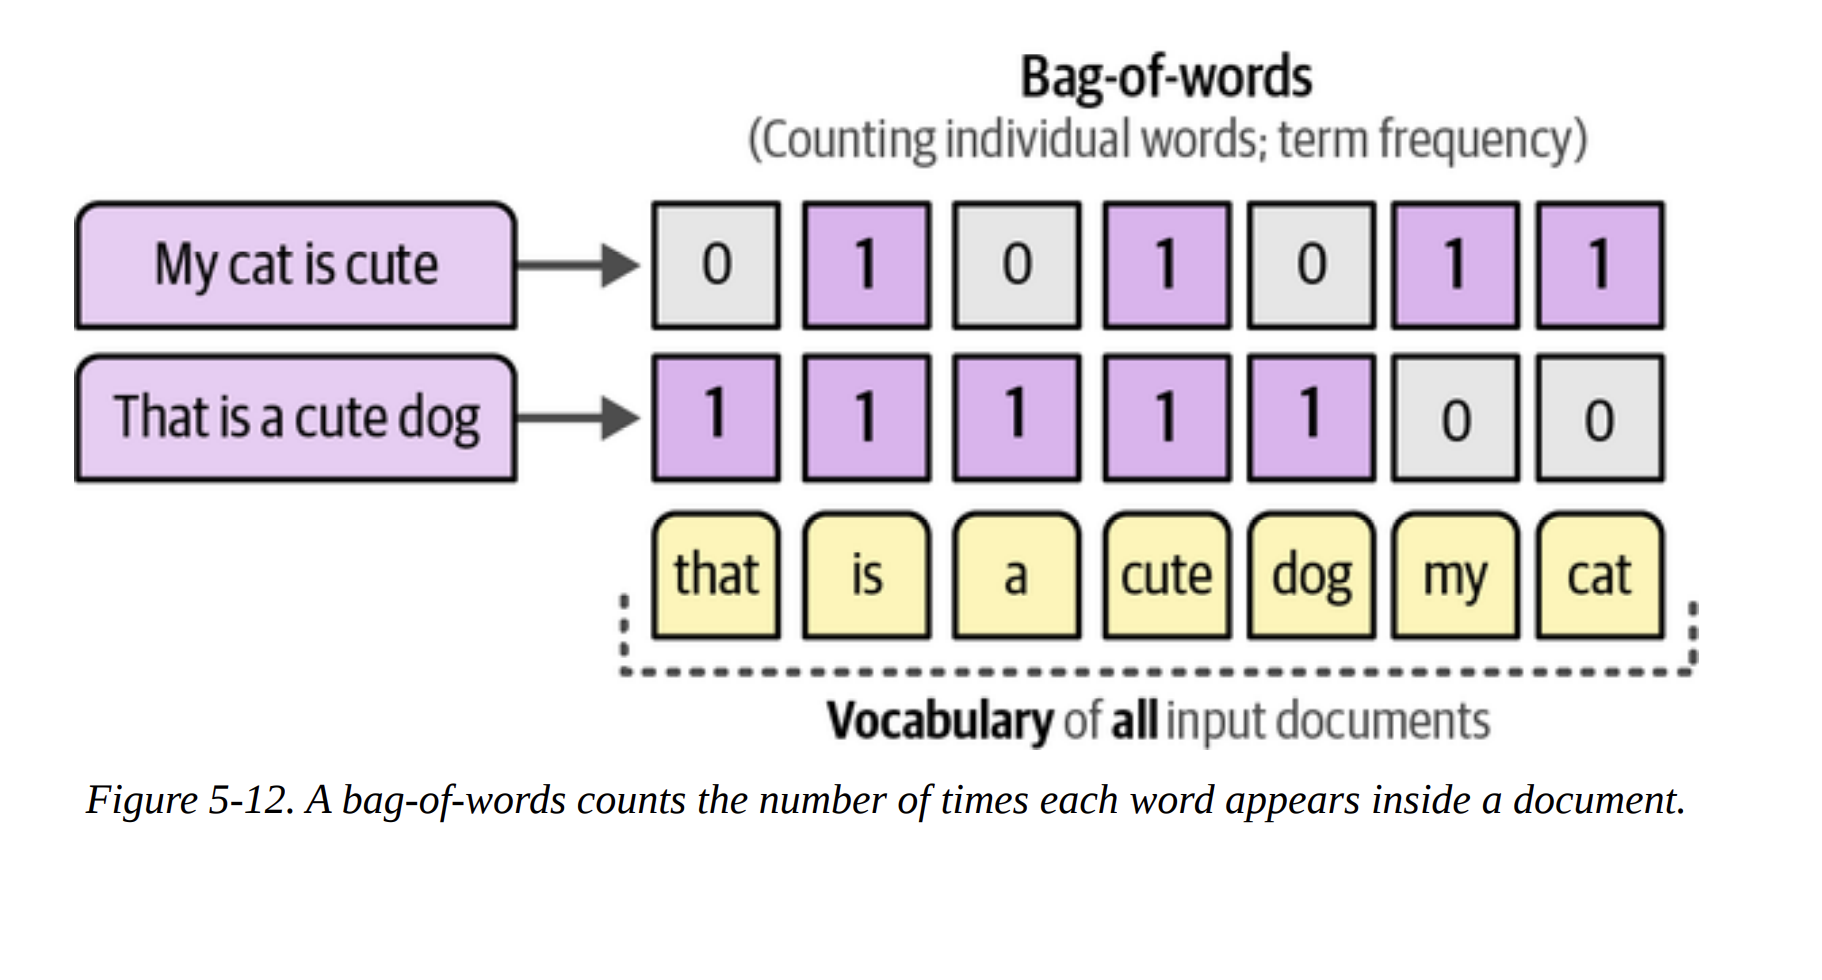 Bag-of-words
(Counting individual words; term frequency)
My cat is cute
0 1 0 1 0 1 1
That is a cute dog
1 1 1 1 1 0 0
that is a cute dog my cat
Vocabulary of all input documents
Figure 5-12. A bag-of-words counts the number of times each word appears inside a document.